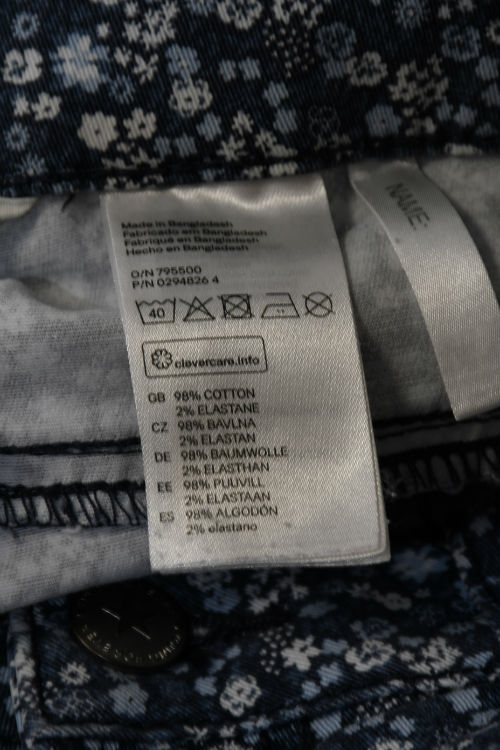 Made in Bangladesh
Fabricado em Bangladesh
Fabriqué en Bangladesh
Hecho en Bangladesh
O/N 795500
P/N 0294826 4
40
clevercare.info
GB 98% COTTON
2% ELASTANE
CZ 98% BAVLNA
2% ELASTAN
DE 98% BAUMWOLLE
2% ELASTHAN
EE 98% PUUVILL
2% ELASTAAN
ES 98% ALGODÓN
2% elastano
NAME: